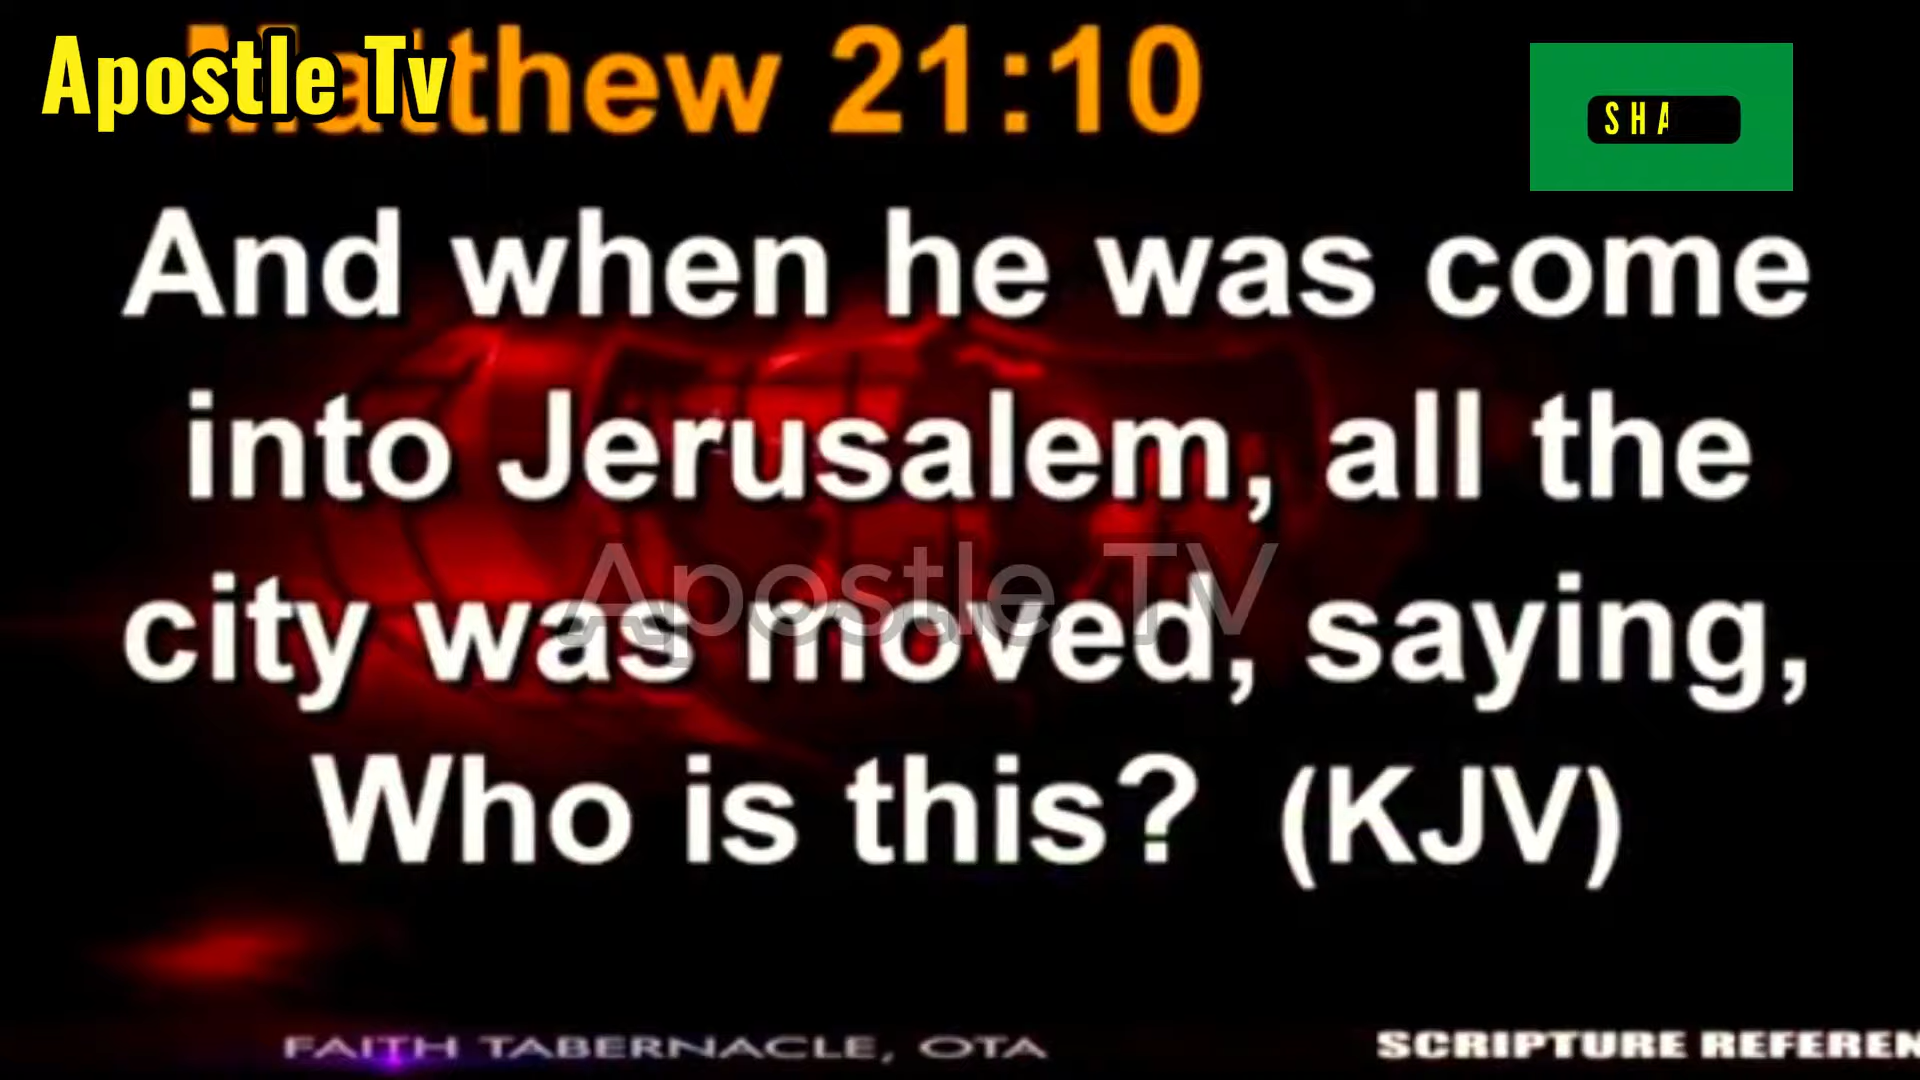 Apostle Tv
Matthew 21:10
SHA
And when he was come
into Jerusalem, all the
city was moved, saying,
Who is this? (KJV)
Apostle TV
FAITH TABERNACLE, OTA
SCRIPTURE REFEREN